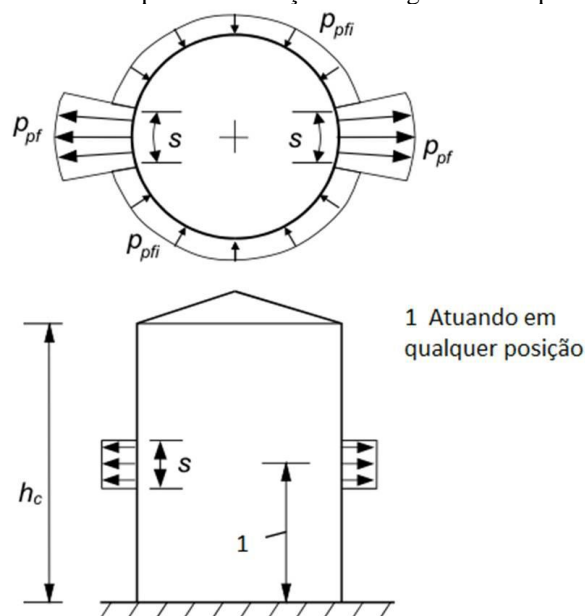 p_pfi
p_pf
s
s
p_pf
p_pfi
1 Atuando em
qualquer posição
h_c
s
1